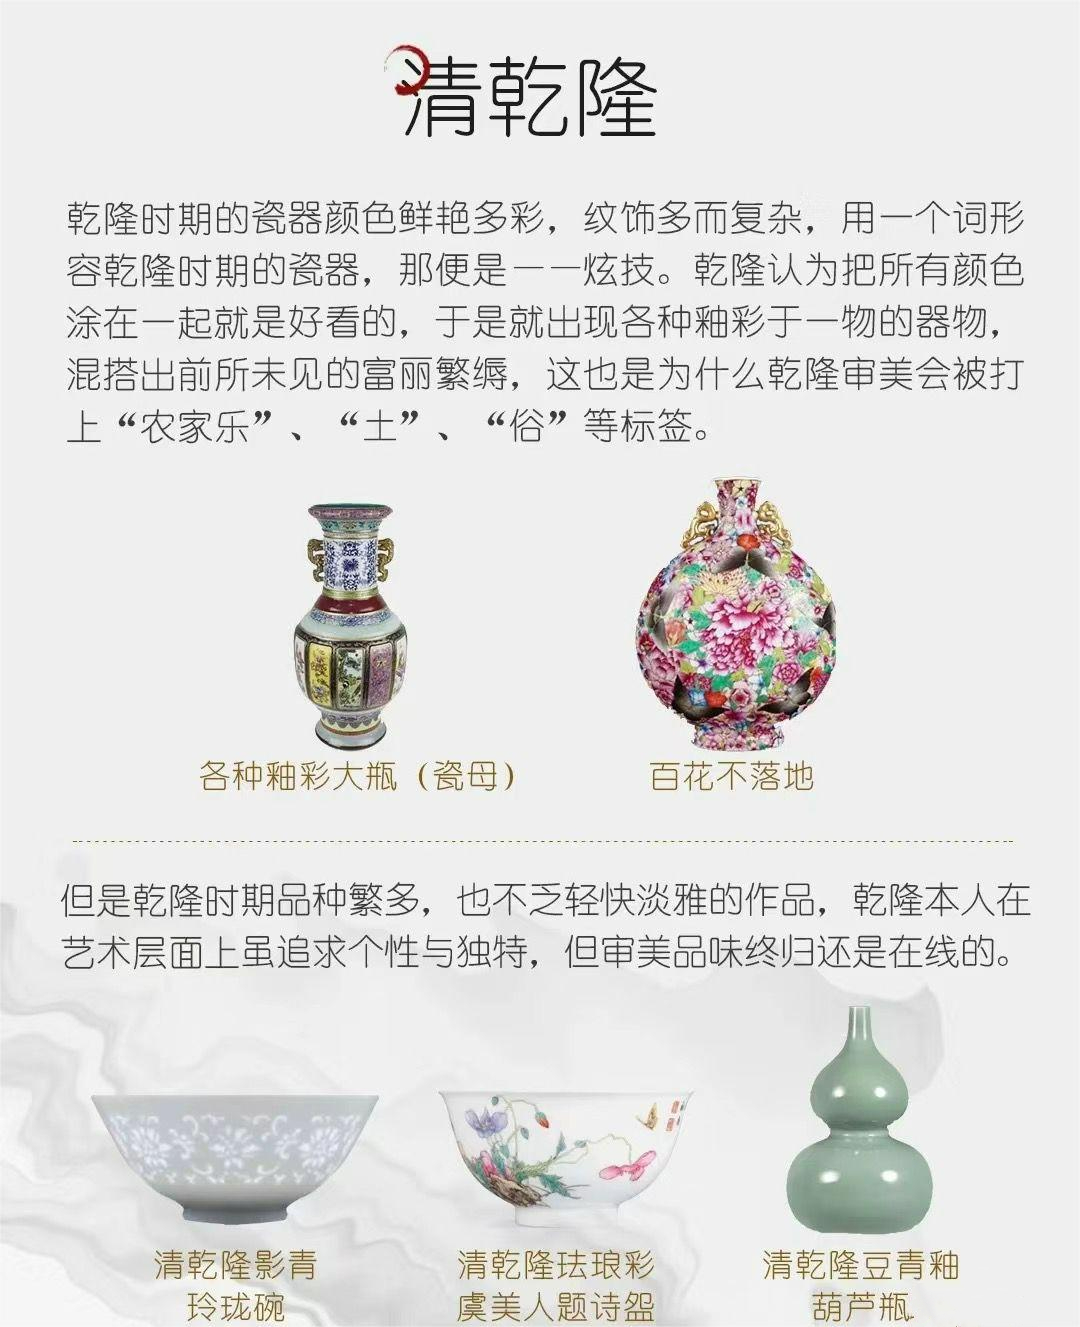 清乾隆
乾隆时期的瓷器颜色鲜艳多彩，纹饰多而复杂，用一个词形
容乾隆时期的瓷器，那便是——炫技。乾隆认为把所有颜色
涂在一起就是好看的，于是就出现各种釉彩于一物的器物，
混搭出前所未见的富丽繁缛，这也是为什么乾隆审美会被打
上“农家乐”、“土”、“俗”等标签。
各种釉彩大瓶（瓷母）
百花不落地
但是乾隆时期品种繁多，也不乏轻快淡雅的作品，乾隆本人在
艺术层面上虽追求个性与独特，但审美品味终归还是在线的。
清乾隆影青
玲珑碗
清乾隆珐琅彩
虞美人题诗盌
清乾隆豆青釉
葫芦瓶